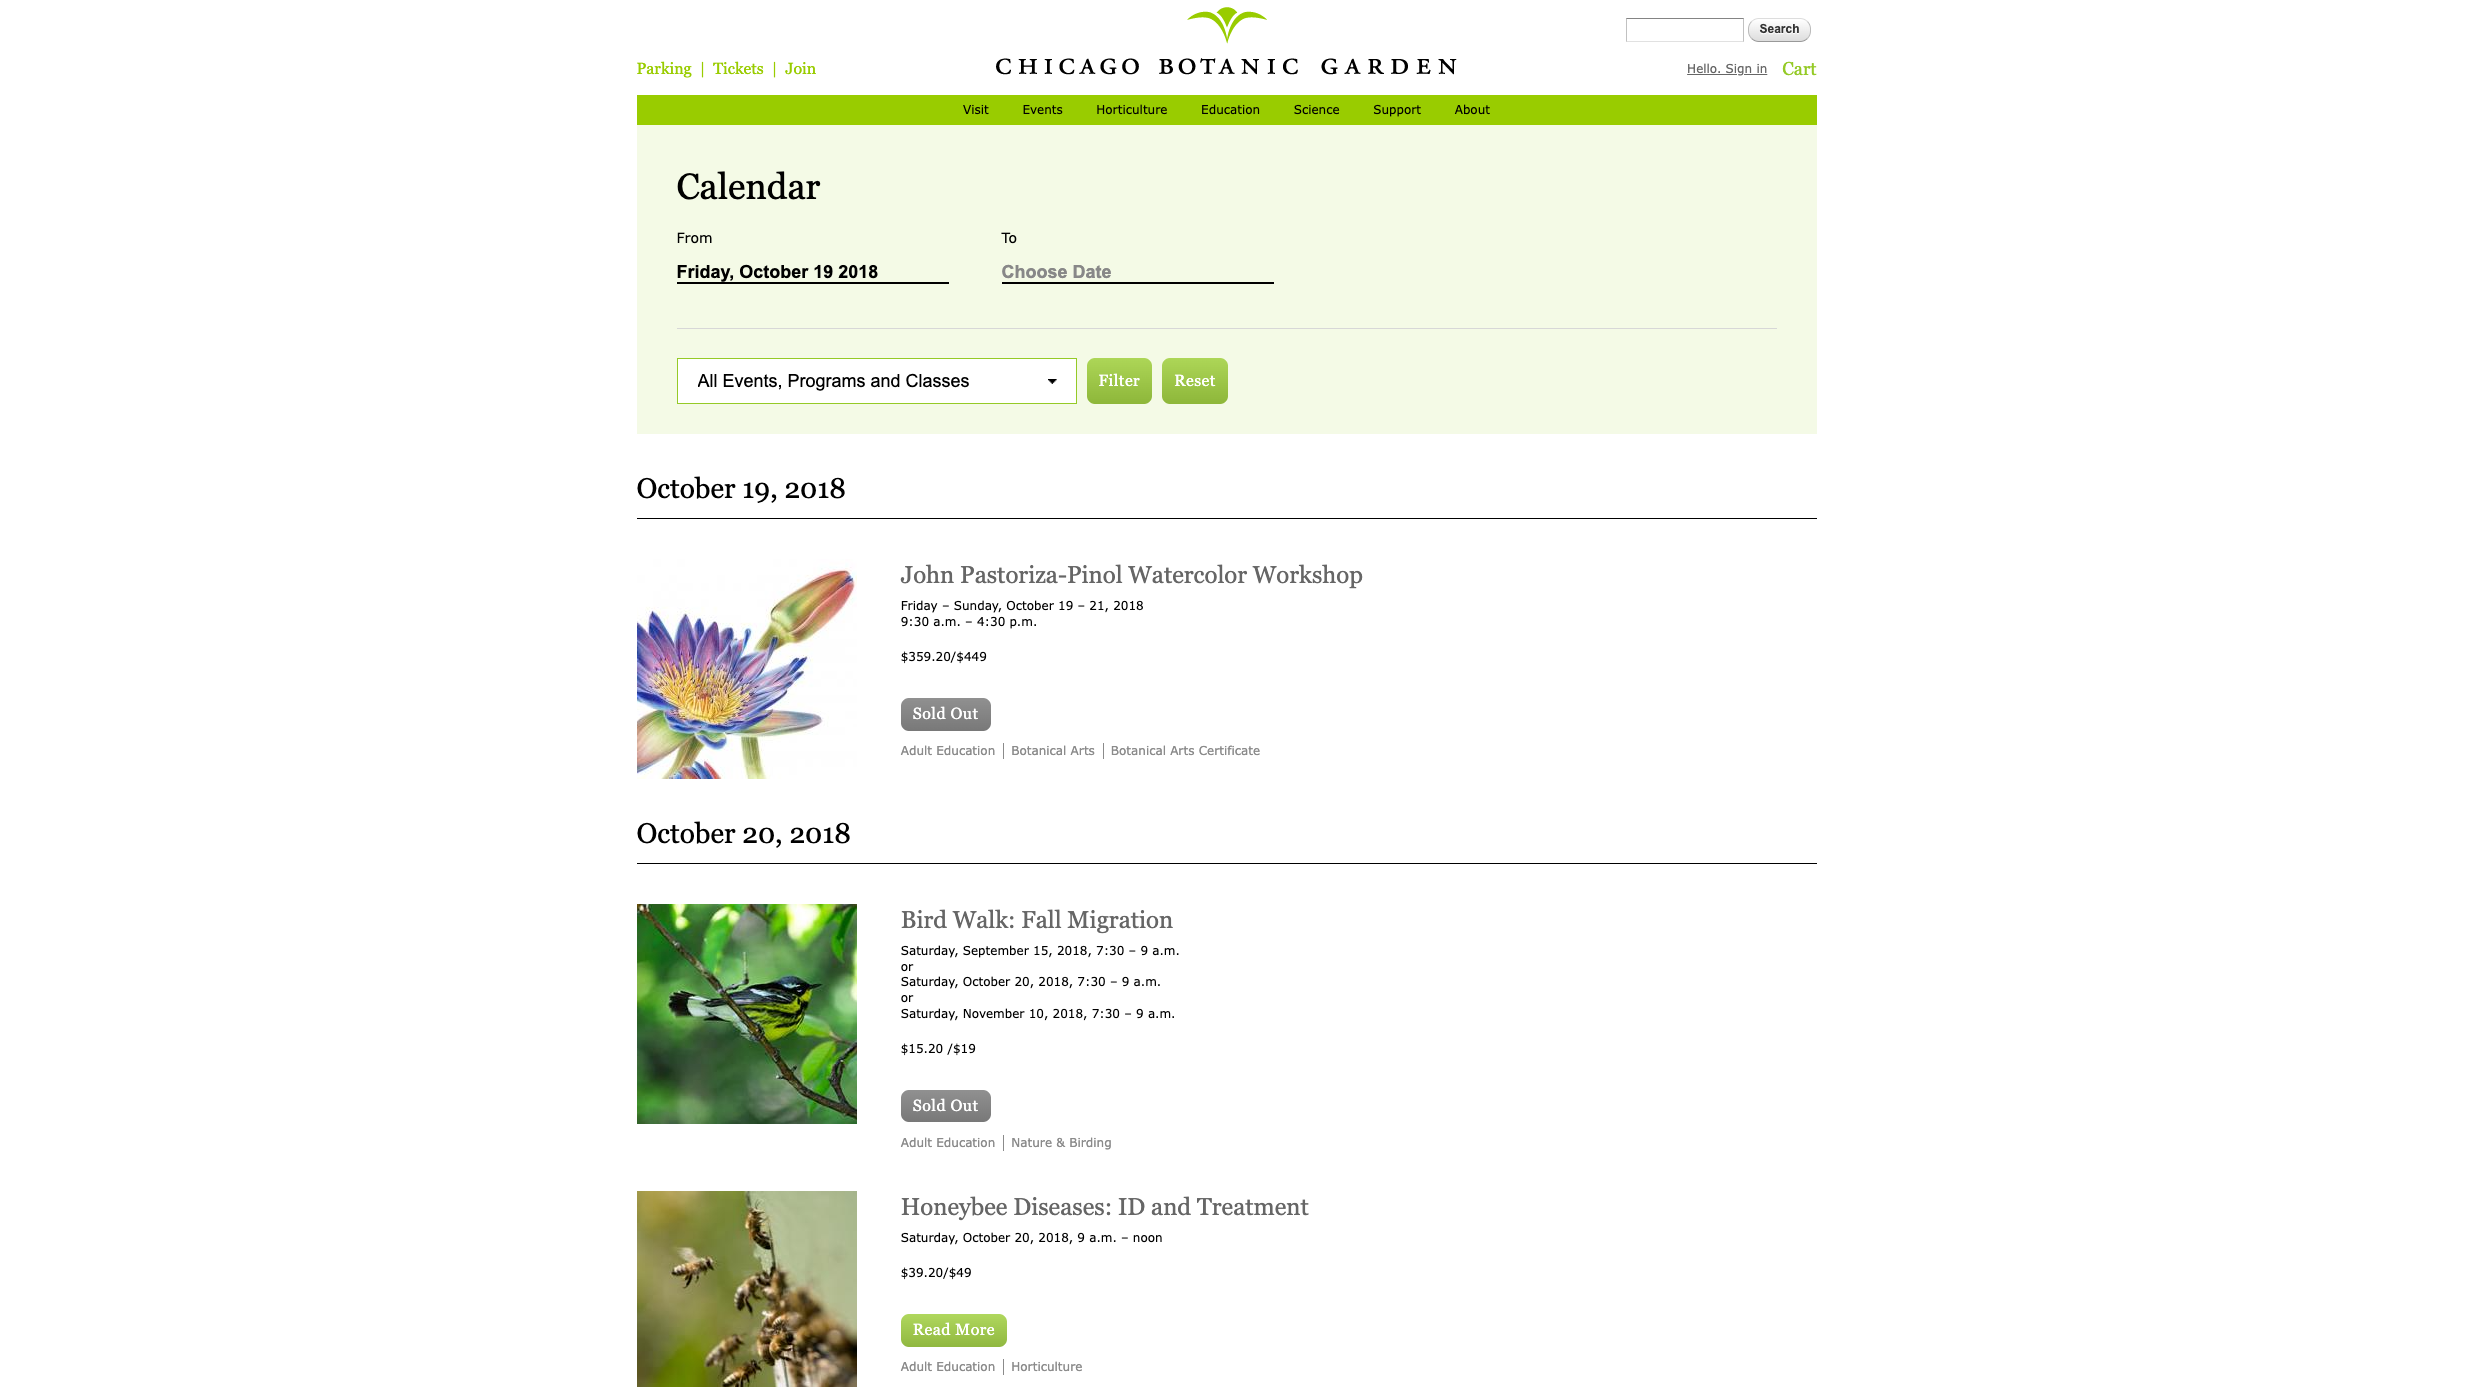 Search
Parking | Tickets | Join
CHICAGO BOTANIC GARDEN
Hello. Sign in Cart
Visit Events Horticulture Education Science Support About
Calendar
From To
Friday, October 19 2018 Choose Date
All Events, Programs and Classes Filter Reset
October 19, 2018
John Pastoriza-Pinol Watercolor Workshop
Friday – Sunday, October 19 – 21, 2018
9:30 a.m. – 4:30 p.m.
$359.20/$449
Sold Out
Adult Education | Botanical Arts | Botanical Arts Certificate
October 20, 2018
Bird Walk: Fall Migration
Saturday, September 15, 2018, 7:30 – 9 a.m.
or
Saturday, October 20, 2018, 7:30 – 9 a.m.
or
Saturday, November 10, 2018, 7:30 – 9 a.m.
$15.20 /$19
Sold Out
Adult Education | Nature & Birding
Honeybee Diseases: ID and Treatment
Saturday, October 20, 2018, 9 a.m. – noon
$39.20/$49
Read More
Adult Education | Horticulture